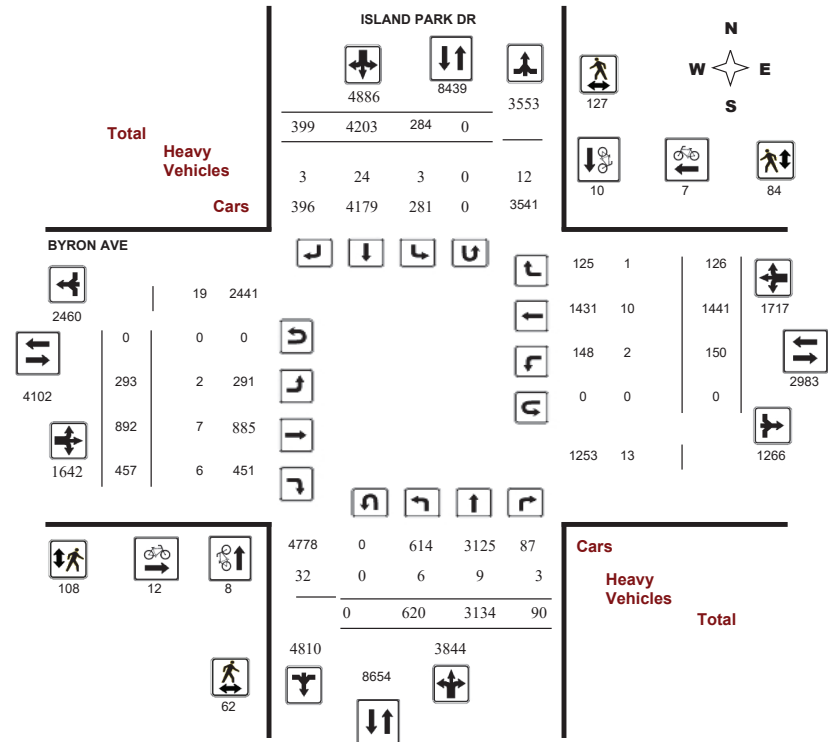 ISLAND PARK DR
N
W E
S
4886 8439 3553 127
399 4203 284 0
Total
Heavy
Vehicles
3 24 3 0 12
Cars 396 4179 281 0 3541
10 7 84
BYRON AVE
2460 19 2441
125 1 126
1431 10 1441 1717
0 0 0
148 2 150
4102 293 2 291
2983
0 0 0
892 7 885
1642 457 6 451
1253 13 1266
4778 0 614 3125 87
Cars
32 0 6 9 3
Heavy
Vehicles
108 12 8
0 620 3134 90
Total
4810 3844
8654
62